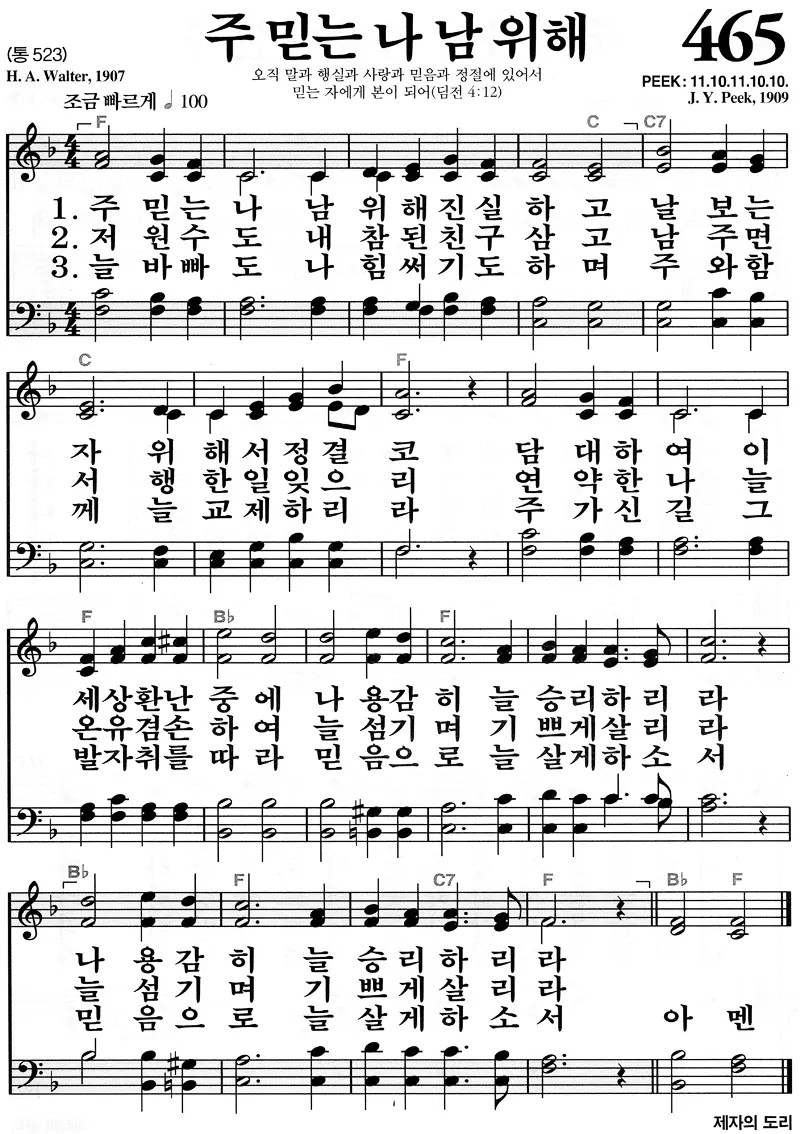 (통 523)
주 믿는 나 남 위해
465
H. A. Walter, 1907
오직 말과 행실과 사랑과 믿음과 정절에 있어서
믿는 자에게 본이 되어(딤전 4:12)
PEEK: 11.10.11.10.10.
J. Y. Peek, 1909
조금 빠르게 ♩ 100
F C C7
4/4
1. 주 믿는 나 남 위 해 진 실 하 고 날 보 는
2. 저 원수 도 내 참 된 친 구 삼 고 남 주 면
3. 늘 바빠 도 나 힘 써 기 도 하 며 주 와 함
4/4
C F
자 위 해 서 정 결 코 담 대 하 여 이
서 행 한 일 잊 으 리 연 약 한 나 늘
께 늘 교 제 하 리 라 주 가 신 길 그
F B♭ F
세상환난 중 에 나 용감 히 늘 승리하 리 라
온유겸손 하 여 늘 섬기 며 기 쁘게살 리 라
발자취를 따 라 믿 음으 로 늘 살게하 소 서
B♭ F C7 F B♭ F
나 용 감 히 늘 승 리 하 리 라
늘 섬 기 며 기 쁘 게 살 리 라
믿 음 으 로 늘 살 게 하 소 서 아 멘
제자의 도리